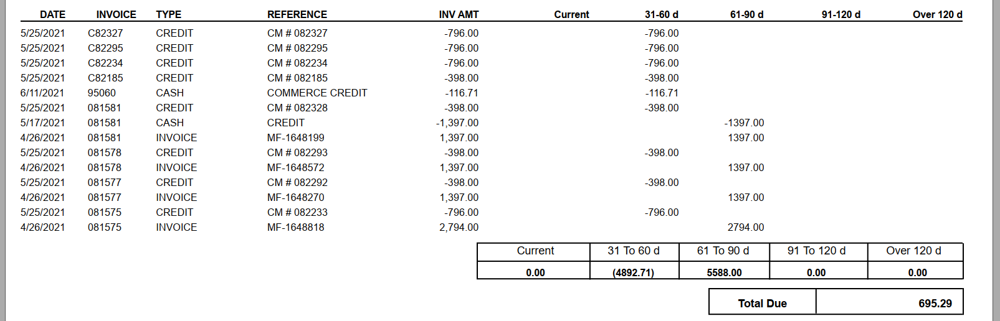 DATE INVOICE TYPE REFERENCE INV AMT Current 31-60 d 61-90 d 91-120 d Over 120 d
5/25/2021 C82327 CREDIT CM # 082327 -796.00 -796.00
5/25/2021 C82295 CREDIT CM # 082295 -796.00 -796.00
5/25/2021 C82234 CREDIT CM # 082234 -796.00 -796.00
5/25/2021 C82185 CREDIT CM # 082185 -398.00 -398.00
6/11/2021 95060 CASH COMMERCE CREDIT -116.71 -116.71
5/25/2021 081581 CREDIT CM # 082328 -398.00 -398.00
5/17/2021 081581 CASH CREDIT -1,397.00 -1397.00
4/26/2021 081581 INVOICE MF-1648199 1,397.00 1397.00
5/25/2021 081578 CREDIT CM # 082293 -398.00 -398.00
4/26/2021 081578 INVOICE MF-1648572 1,397.00 1397.00
5/25/2021 081577 CREDIT CM # 082292 -398.00 -398.00
4/26/2021 081577 INVOICE MF-1648270 1,397.00 1397.00
5/25/2021 081575 CREDIT CM # 082233 -796.00 -796.00
4/26/2021 081575 INVOICE MF-1648818 2,794.00 2794.00
Current 31 To 60 d 61 To 90 d 91 To 120 d Over 120 d
0.00 (4892.71) 5588.00 0.00 0.00
Total Due 695.29